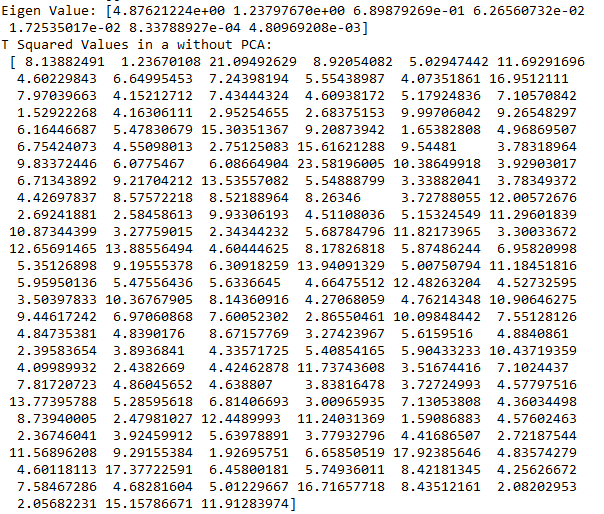 Eigen Value: [4.87621224e+00 1.23797670e+00 6.89879269e-01 6.26560732e-02
1.72535017e-02 8.33788927e-04 4.80969208e-03]
T Squared Values in a without PCA:
[ 8.13882491 1.23670108 21.09492629 8.92054082 5.02947442 11.69291696
4.60229843 6.64995453 7.24398194 5.55438987 4.07351861 16.9512111
7.97039663 4.15212712 7.43444324 4.60938172 5.17924836 7.10570842
1.52922268 4.16306111 2.95254655 2.68375153 9.99706042 9.26548297
6.16446687 5.47830679 15.30351367 9.20873942 1.65382808 4.96869507
6.75424073 4.55098013 2.75125083 15.61621288 9.54481 3.78318964
9.83372446 6.0775467 6.08664904 23.58196005 10.38649918 3.92903017
6.71343892 9.21704212 13.53557082 5.54888799 3.33882041 3.78349372
4.42697837 8.57572218 8.52188964 8.26346 3.72788055 12.00572676
2.69241881 2.58458613 9.93306193 4.51108036 5.15324549 11.29601839
10.87344399 3.27759015 2.34344432 5.68784796 11.82173965 3.30033672
12.65691465 13.88556494 4.60444625 8.17826818 5.87486244 6.95820998
5.35126898 9.19555378 6.30918259 13.94091329 5.00750794 11.18451816
5.95950136 5.47556436 5.6336645 4.66475512 12.48263204 4.52732595
3.50397833 10.36767905 8.14360916 4.27068059 4.76214348 10.90646275
9.44617242 6.97060868 7.60052302 2.86550461 10.09848442 7.55128126
4.84735381 4.8390176 8.67157769 3.27423967 5.6159516 4.8840861
2.39583654 3.8936841 4.33571725 5.40854165 5.90433233 10.43719359
4.09989932 2.4382669 4.42462878 11.73743608 3.51674416 7.1024437
7.81720723 4.86045652 4.638807 3.83816478 3.72724993 4.57797516
13.77395788 5.28595618 6.81406693 3.00965935 7.13053808 4.36034498
8.73940005 2.47981027 12.4489993 11.24031369 1.59086883 4.57602463
2.36746041 3.92459912 5.63978891 3.77932796 4.41686507 2.72187544
11.56896208 9.29155384 1.92695751 6.65850519 17.92385646 4.83574279
4.60118113 17.37722591 6.45800181 5.74936011 8.42181345 4.25626672
7.58467286 4.68281604 5.01229667 16.71657718 8.43512161 2.08202953
2.05682231 15.15786671 11.91283974]